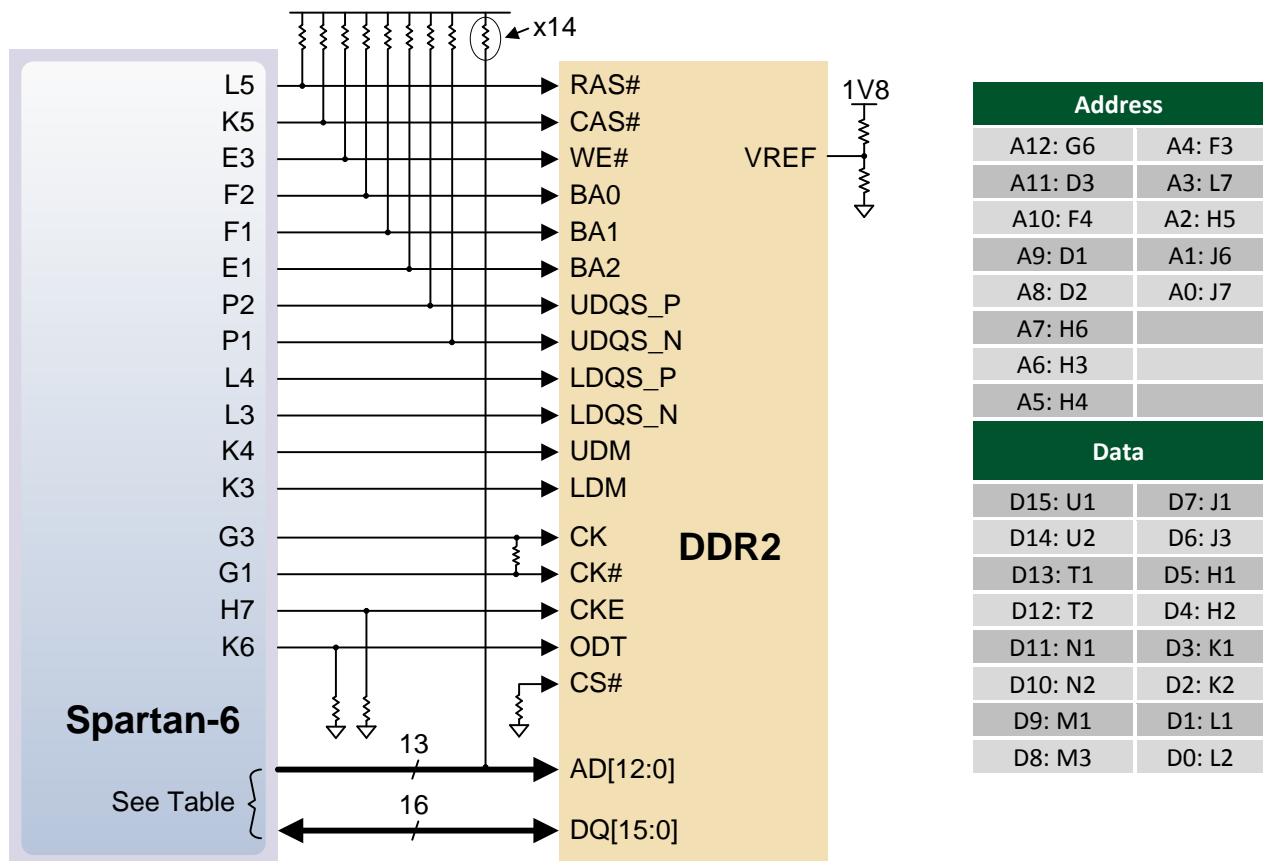 x14
L5 RAS#
K5 CAS#
E3 WE#
F2 BA0
F1 BA1
E1 BA2
P2 UDQS_P
P1 UDQS_N
L4 LDQS_P
L3 LDQS_N
K4 UDM
K3 LDM
G3 CK
G1 CK#
H7 CKE
K6 ODT
CS#
VREF
1V8
DDR2
Spartan-6
See Table
13
AD[12:0]
16
DQ[15:0]
Address
A12: G6 A4: F3
A11: D3 A3: L7
A10: F4 A2: H5
A9: D1 A1: J6
A8: D2 A0: J7
A7: H6
A6: H3
A5: H4
Data
D15: U1 D7: J1
D14: U2 D6: J3
D13: T1 D5: H1
D12: T2 D4: H2
D11: N1 D3: K1
D10: N2 D2: K2
D9: M1 D1: L1
D8: M3 D0: L2